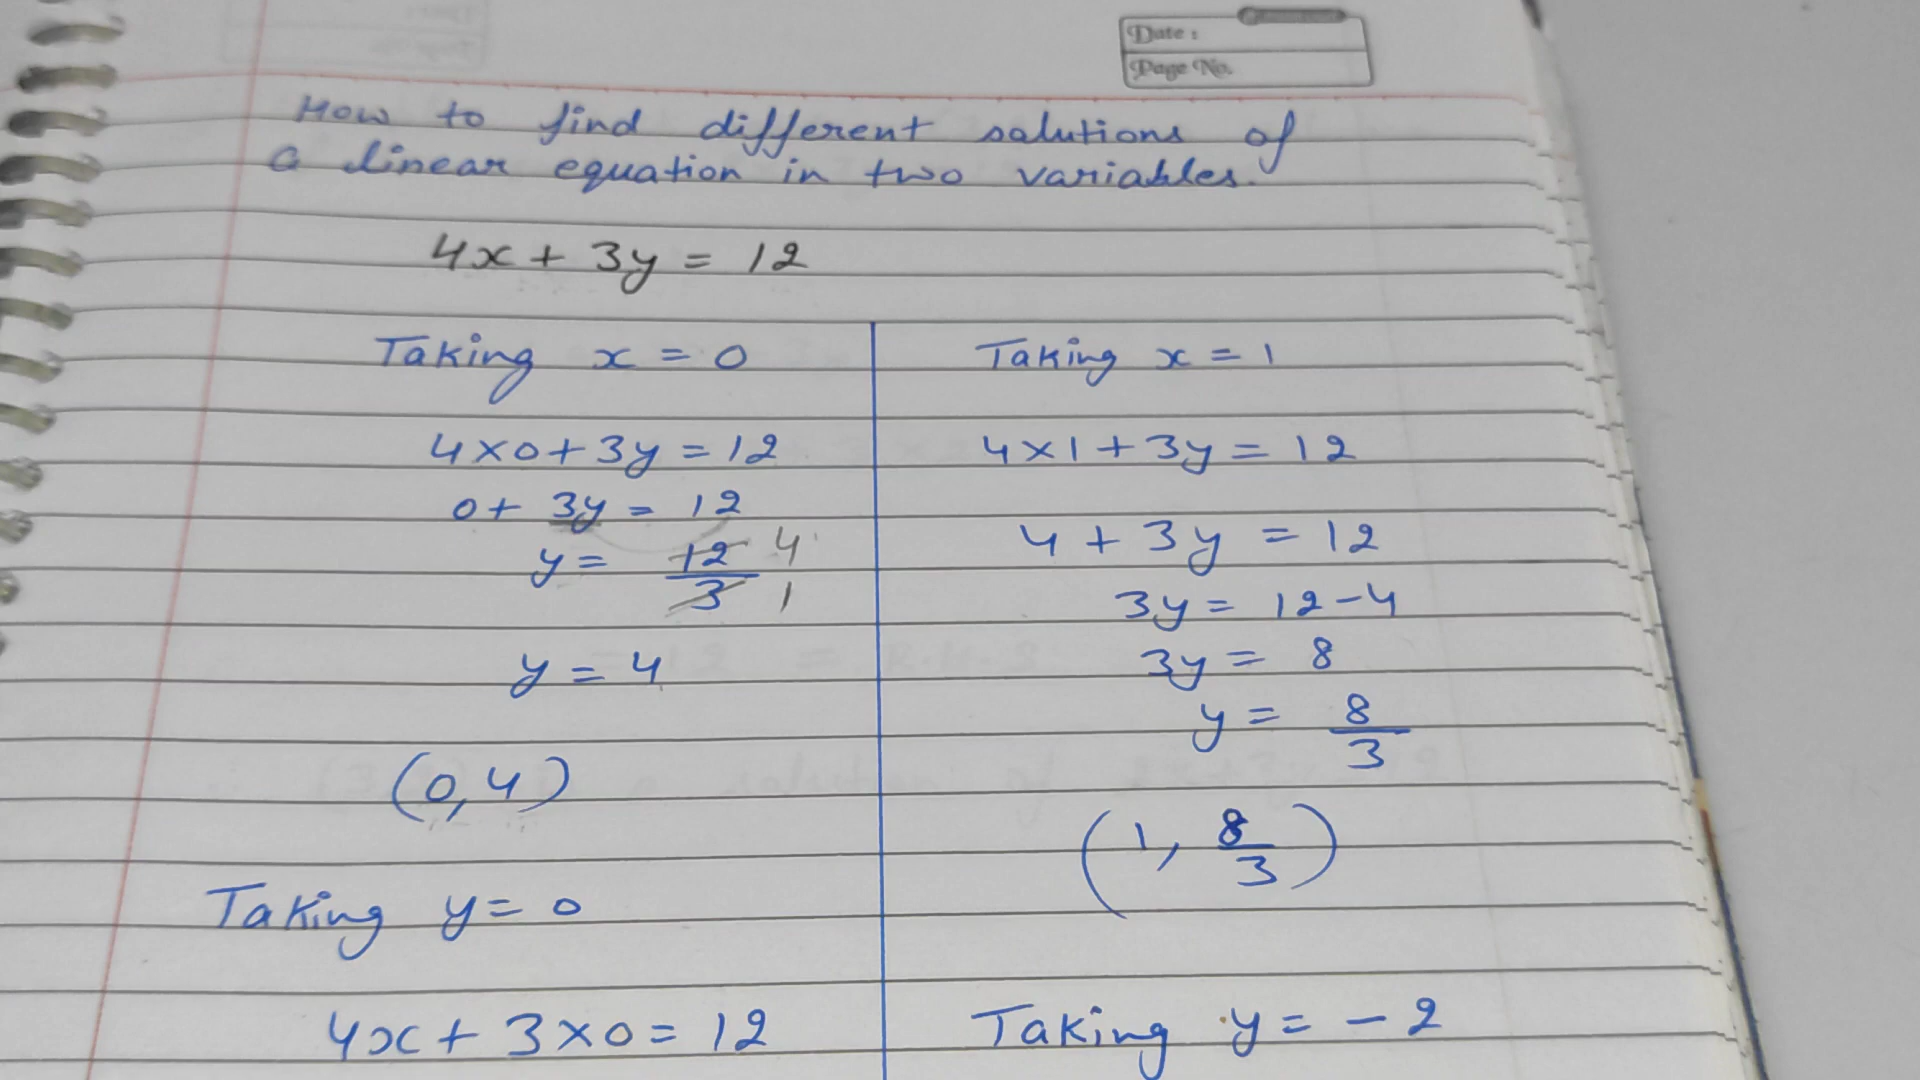 Date :
Page No.
How to find different solutions of
a linear equation in two variables.
4x + 3y = 12
Taking x = 0
4×0+3y = 12
0+ 3y = 12
y = 12/3 4 1
y = 4
(0,4)
Taking y = 0
4x + 3×0 = 12
Taking x = 1
4×1+3y = 12
4 + 3y = 12
3y = 12-4
3y = 8
y = 8/3
(1, 8/3)
Taking y = -2